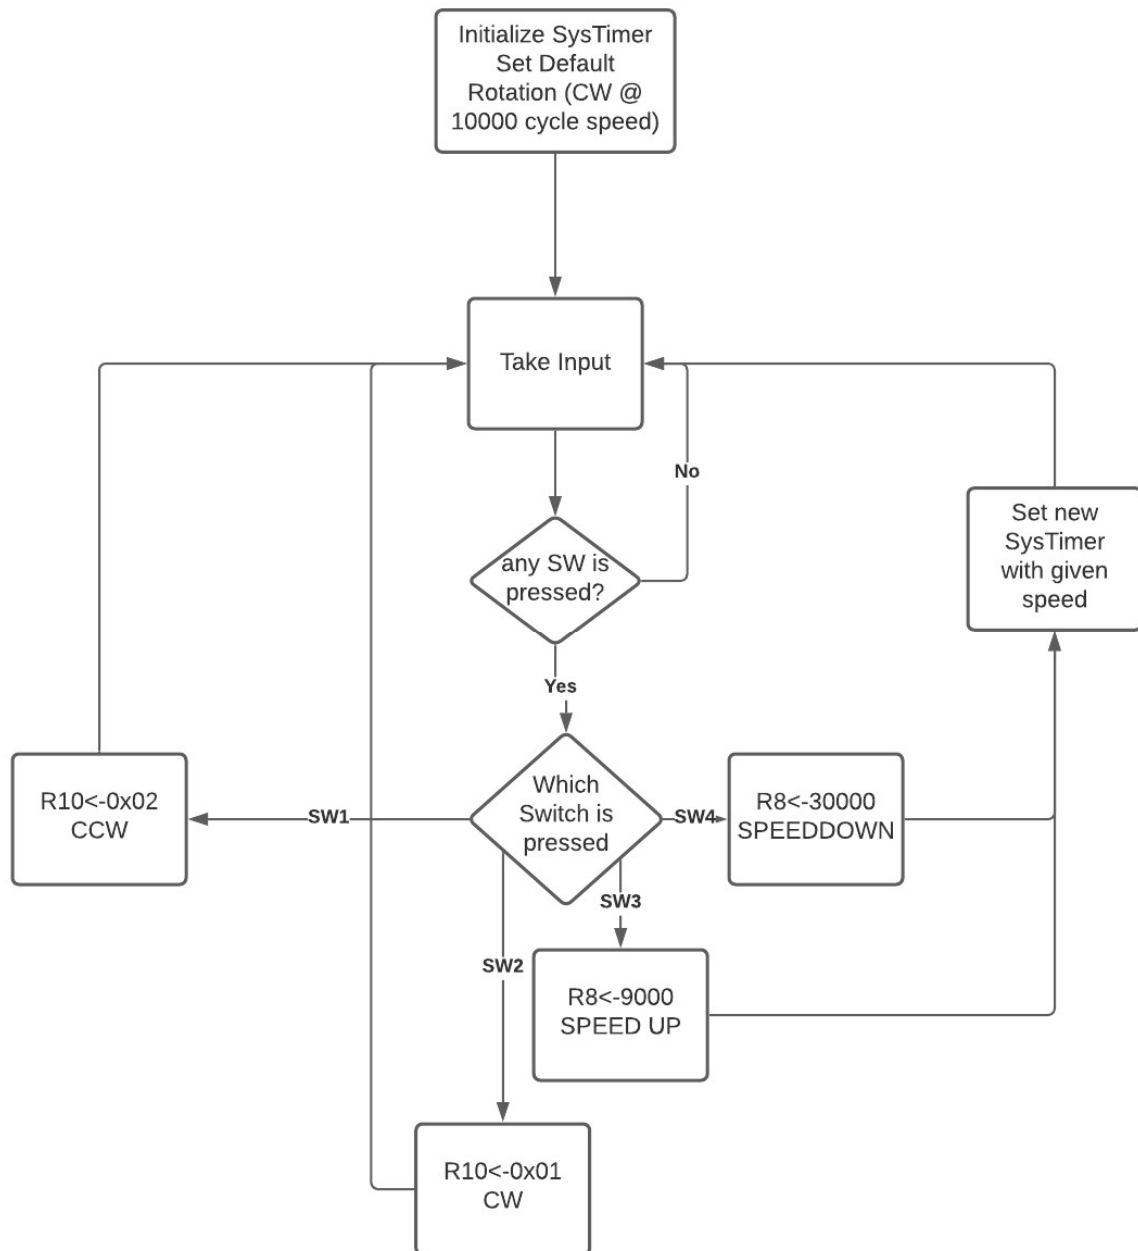 Initialize SysTimer
Set Default
Rotation (CW @
10000 cycle speed)
Take Input
No
any SW is
pressed?
Set new
SysTimer
with given
speed
Yes
Which
Switch is
pressed
SW1
R10<-0x02
CCW
SW4
R8<-30000
SPEEDDOWN
SW3
R8<-9000
SPEED UP
SW2
R10<-0x01
CW